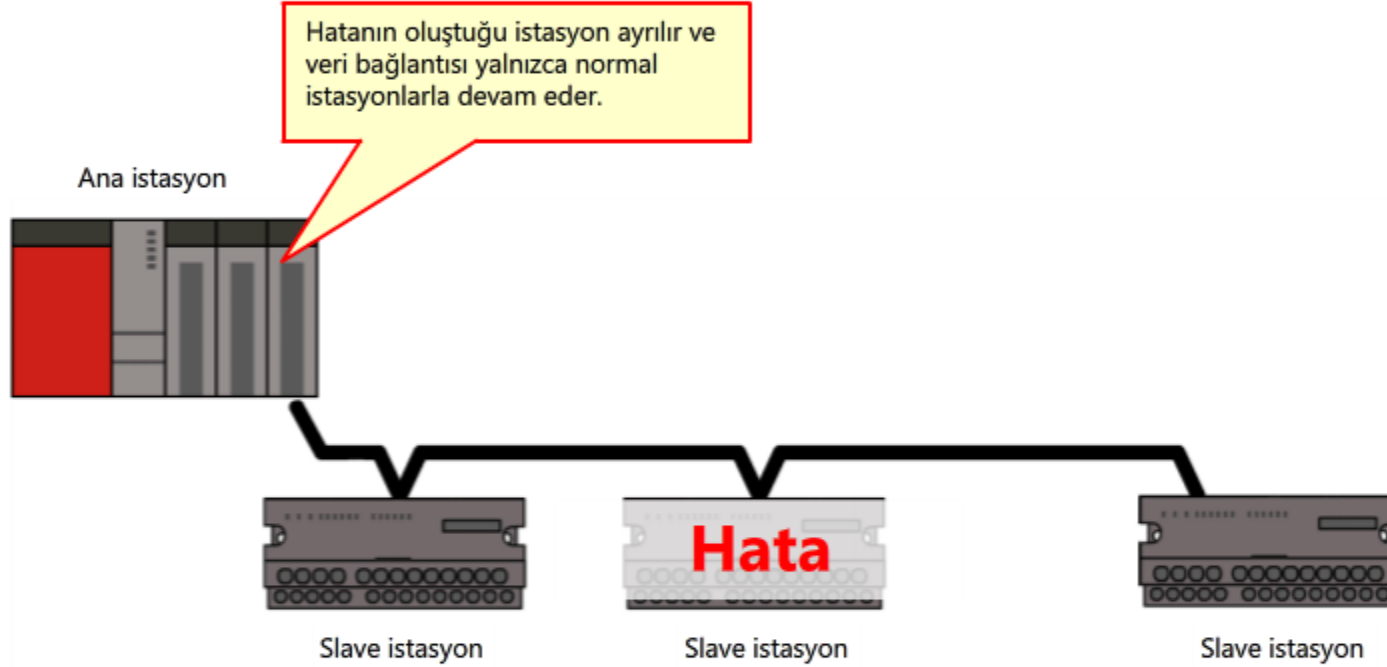 Hatanın oluştuğu istasyon ayrılır ve
veri bağlantısı yalnızca normal
istasyonlarla devam eder.
Ana istasyon
Hata
Slave istasyon
Slave istasyon
Slave istasyon